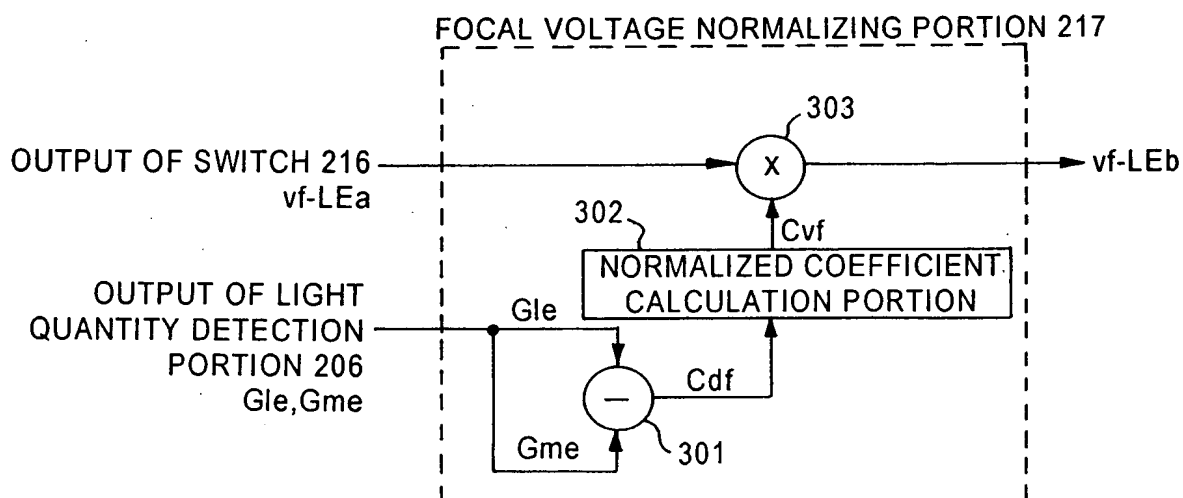 FOCAL VOLTAGE NORMALIZING PORTION 217
303
OUTPUT OF SWITCH 216
vf-LEa
X
vf-LEb
302
Cvf
NORMALIZED COEFFICIENT
CALCULATION PORTION
OUTPUT OF LIGHT
QUANTITY DETECTION
PORTION 206
Gle,Gme
Gle
Cdf
—
Gme
301